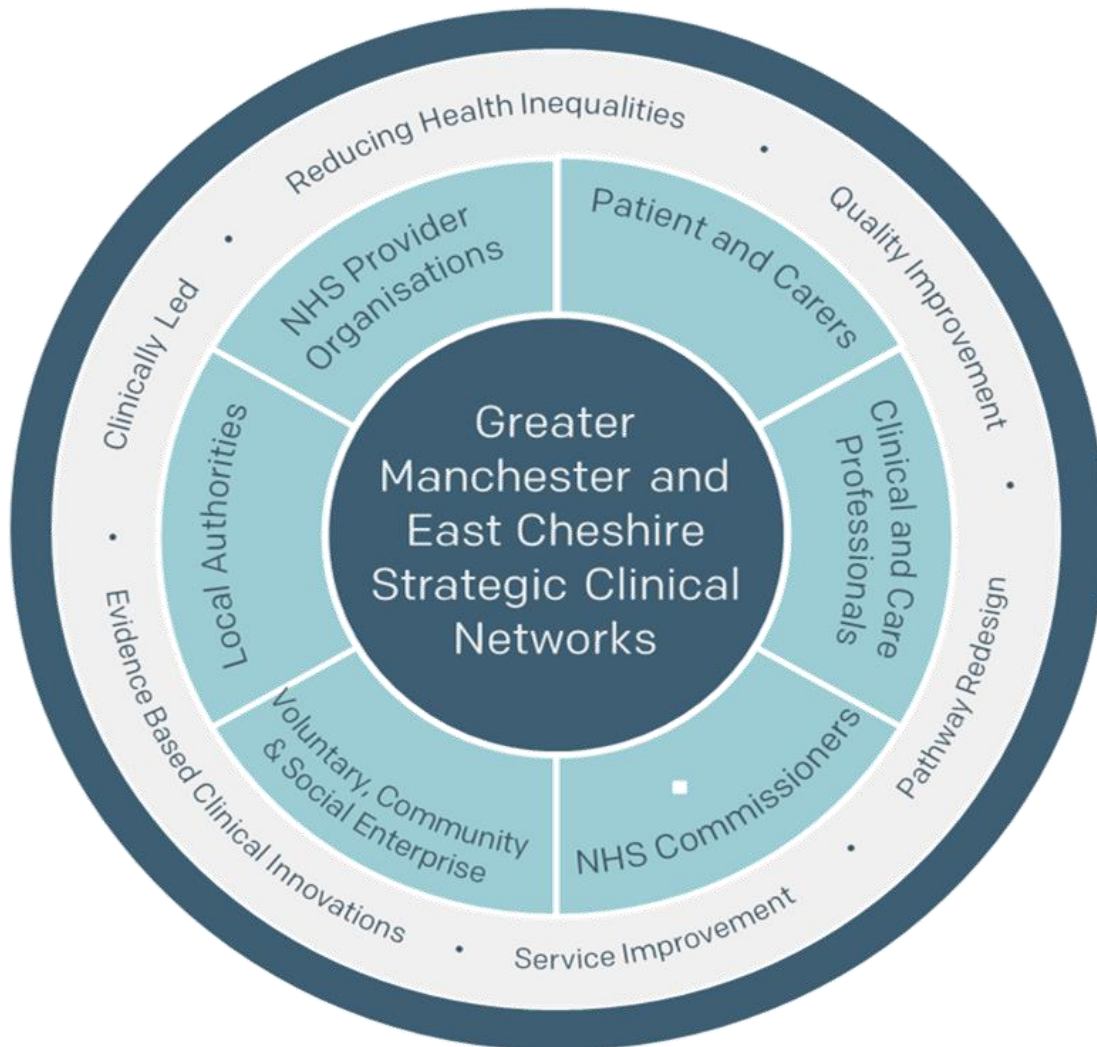 Reducing Health Inequalities
Quality Improvement
Pathway Redesign
Service Improvement
Evidence Based Clinical Innovations
Clinically Led
Patient and Carers
Clinical and Care
Professionals
NHS Commissioners
Voluntary, Community
& Social Enterprise
Local Authorities
NHS Provider
Organisations
Greater
Manchester and
East Cheshire
Strategic Clinical
Networks